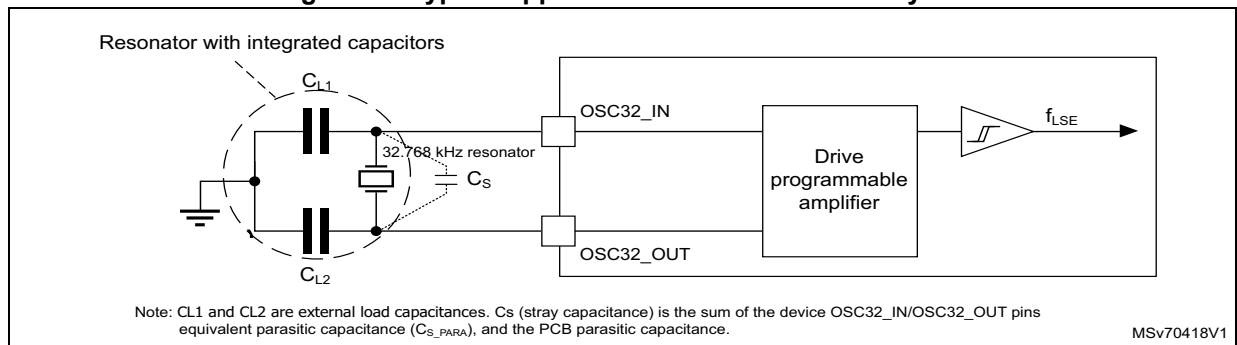 Resonator with integrated capacitors
CL1
OSC32_IN
fLSE
32.768 kHz resonator
CS
Drive
programmable
amplifier
OSC32_OUT
CL2
Note: CL1 and CL2 are external load capacitances. Cs (stray capacitance) is the sum of the device OSC32_IN/OSC32_OUT pins
equivalent parasitic capacitance (CS_PARA), and the PCB parasitic capacitance.
MSv70418V1